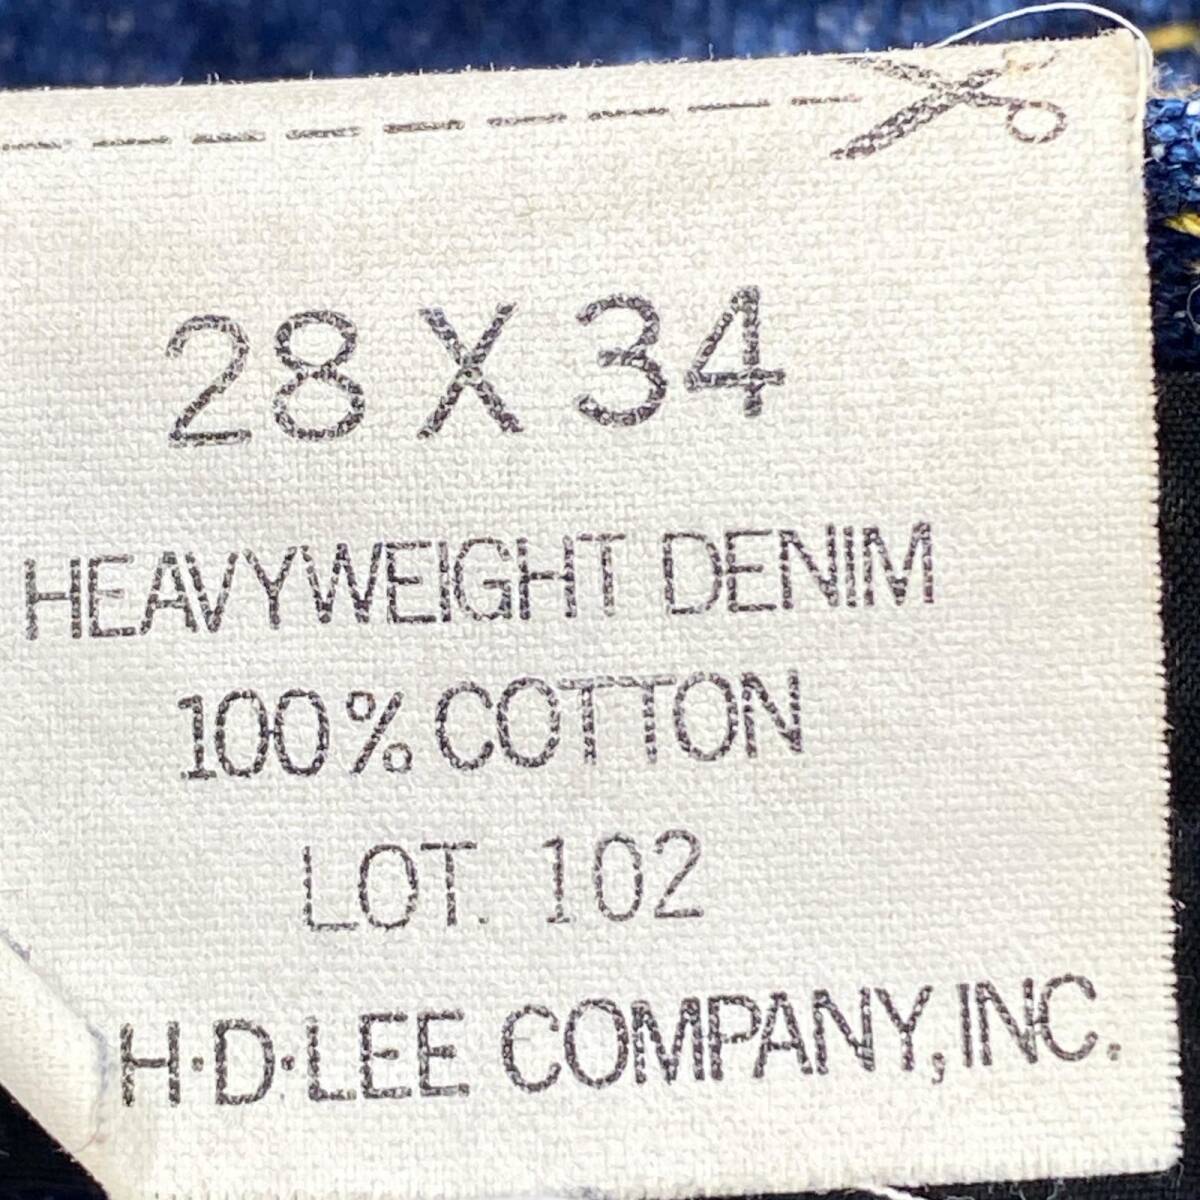 28 X 34
HEAVYWEIGHT DENIM
100% COTTON
LOT. 102
H·D·LEE COMPANY, INC.